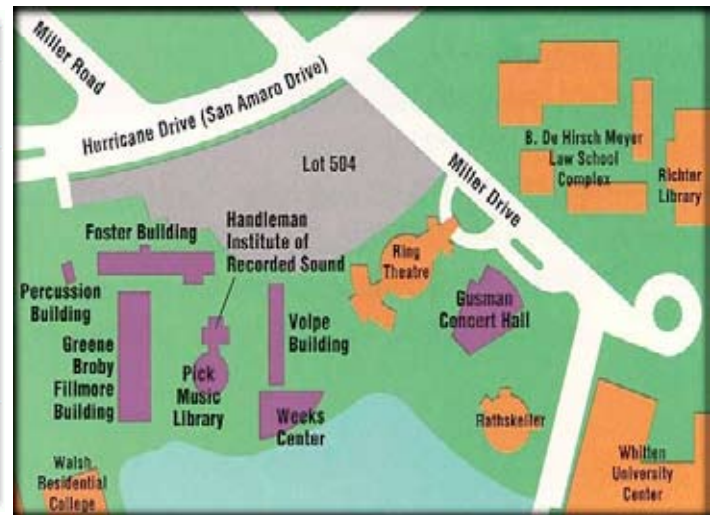 Miller Road
Hurricane Drive (San Amaro Drive)
Lot 504
Miller Drive
B. De Hirsch Meyer
Law School
Complex
Richter
Library
Foster Building
Handleman
Institute of
Recorded Sound
Ring
Theatre
Percussion
Building
Gusman
Concert Hall
Greene
Broby
Fillmore
Building
Volpe
Building
Pick
Music
Library
Weeks
Center
Rathskeller
Walsh
Residential
College
Whitten
University
Center